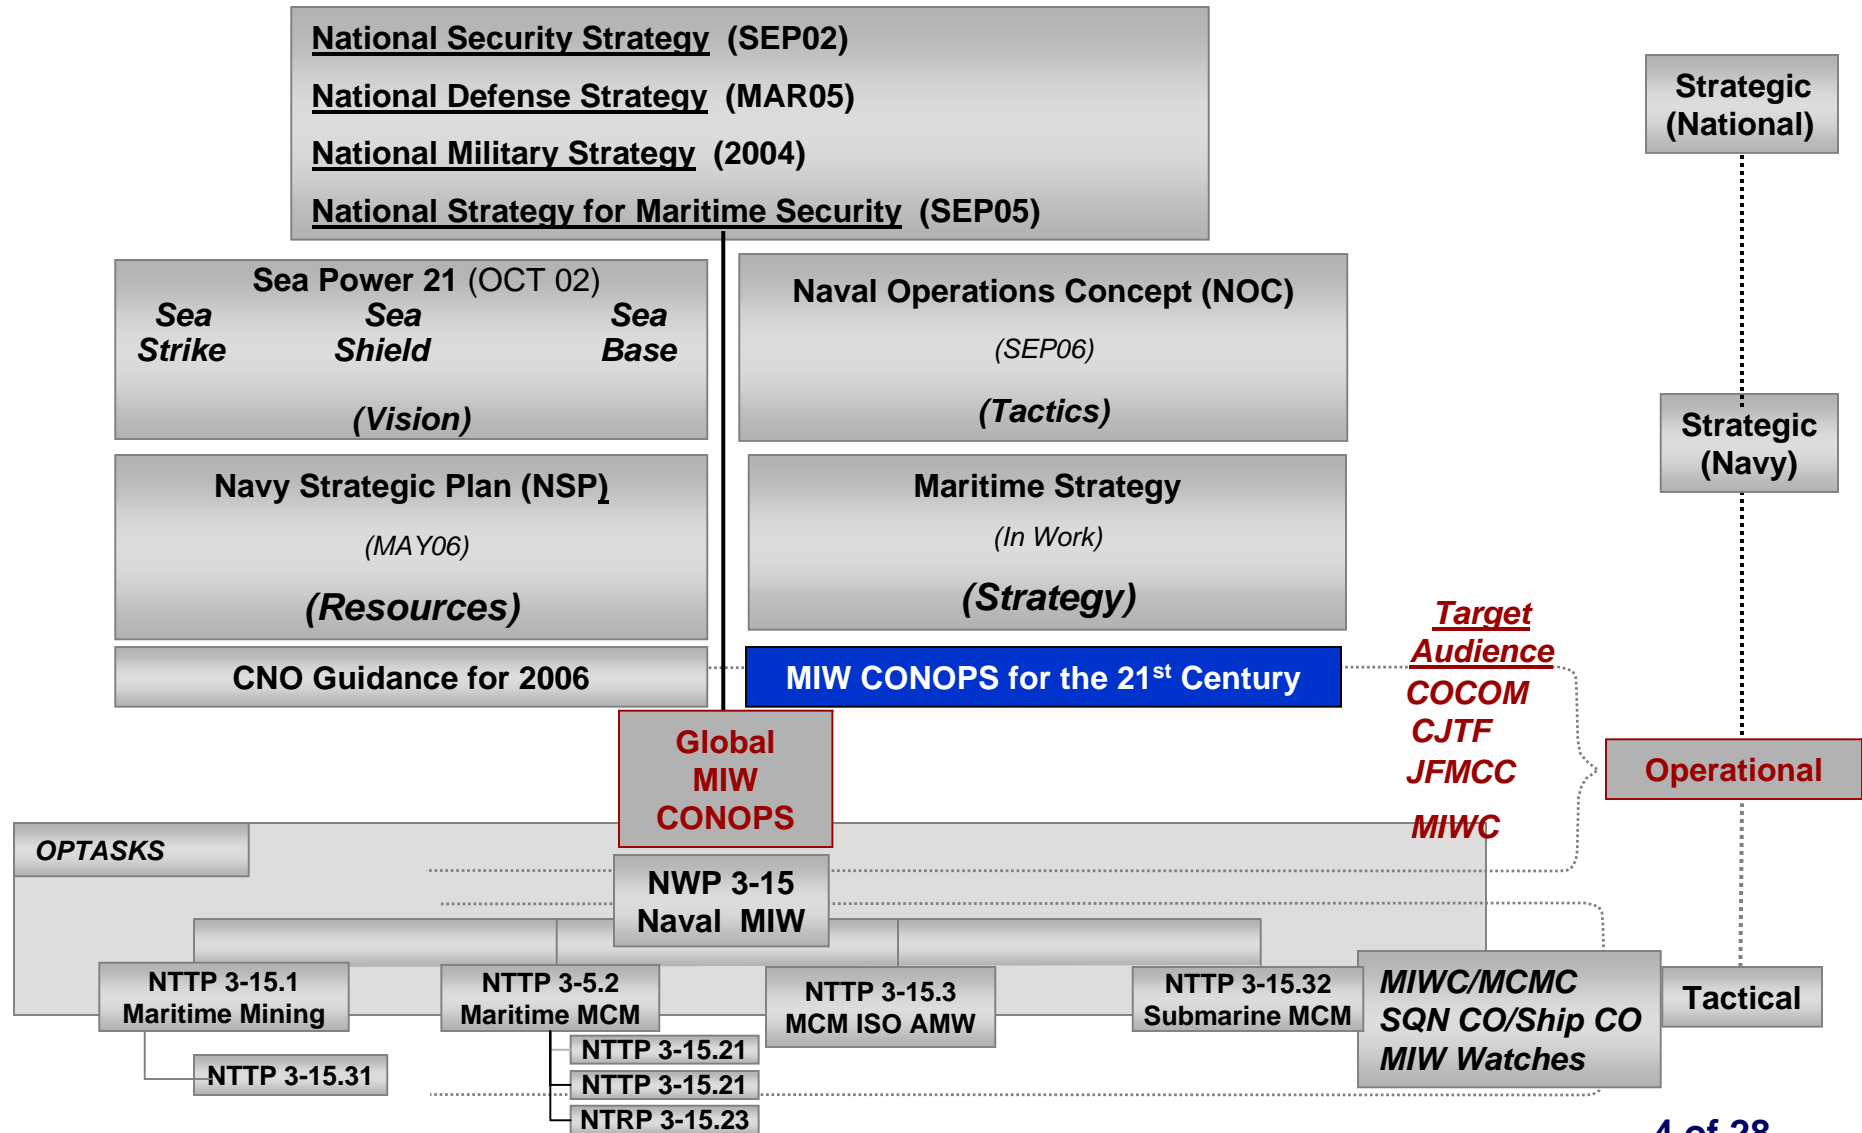 National Security Strategy (SEP02)
National Defense Strategy (MAR05)
National Military Strategy (2004)
National Strategy for Maritime Security (SEP05)
Strategic
(National)
Sea Power 21 (OCT 02)
Sea Sea Sea
Strike Shield Base
(Vision)
Naval Operations Concept (NOC)
(SEP06)
(Tactics)
Strategic
(Navy)
Navy Strategic Plan (NSP)
(MAY06)
(Resources)
Maritime Strategy
(In Work)
(Strategy)
CNO Guidance for 2006
MIW CONOPS for the 21st Century
Target
Audience
COCOM
CJTF
JFMCC
MIWC
Global
MIW
CONOPS
Operational
OPTASKS
NWP 3-15
Naval MIW
NTTP 3-15.1
Maritime Mining
NTTP 3-5.2
Maritime MCM
NTTP 3-15.3
MCM ISO AMW
NTTP 3-15.32
Submarine MCM
MIWC/MCMC
SQN CO/Ship CO
MIW Watches
Tactical
NTTP 3-15.31
NTTP 3-15.21
NTTP 3-15.21
NTRP 3-15.23
4 of 28